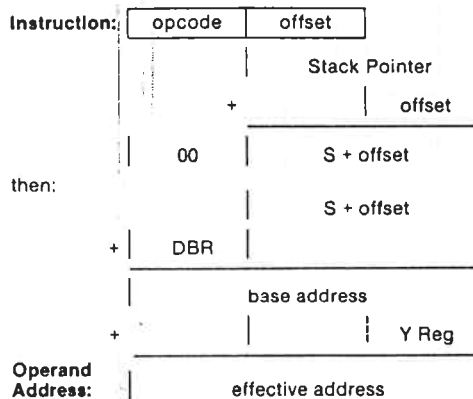 Instruction: opcode offset
Stack Pointer
+ offset
00 S + offset
then:
S + offset
+ DBR
base address
+ Y Reg
Operand
Address: effective address